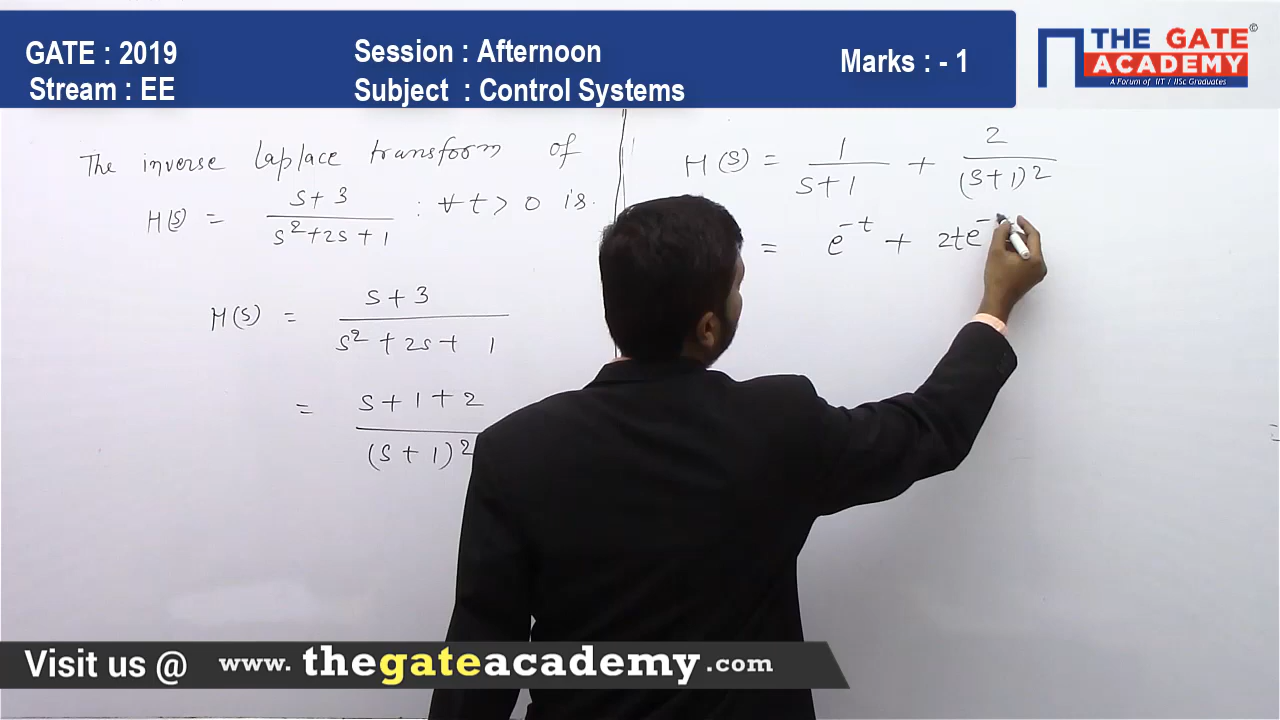 GATE : 2019
Stream : EE
Session : Afternoon
Subject : Control Systems
Marks : - 1
THE GATE
ACADEMY
©
A Forum of IIT / IISc Graduates
The inverse Laplace transform of
H(s) = s+3 / s²+2s+1 : ∀ t > 0 is.
H(s) = s+3 / s² + 2s + 1
= s+1+2 / (s+1)²
H(s) = 1 / s+1 + 2 / (s+1)²
= e^-t + 2te^-
Visit us @ www.thegateacademy.com